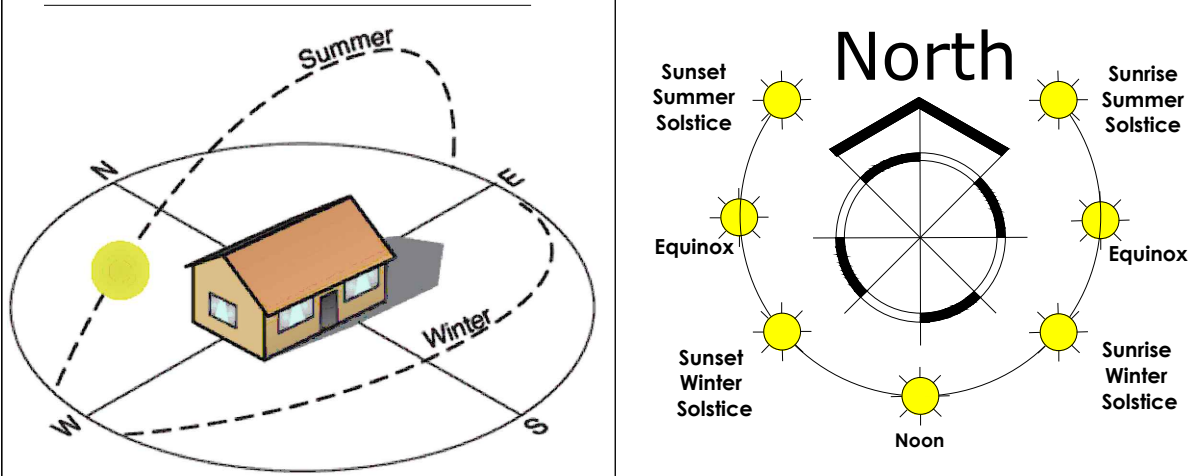 Summer
N
E
Winter
W
S
North
Sunset
Summer
Solstice
Sunrise
Summer
Solstice
Equinox
Equinox
Sunset
Winter
Solstice
Sunrise
Winter
Solstice
Noon